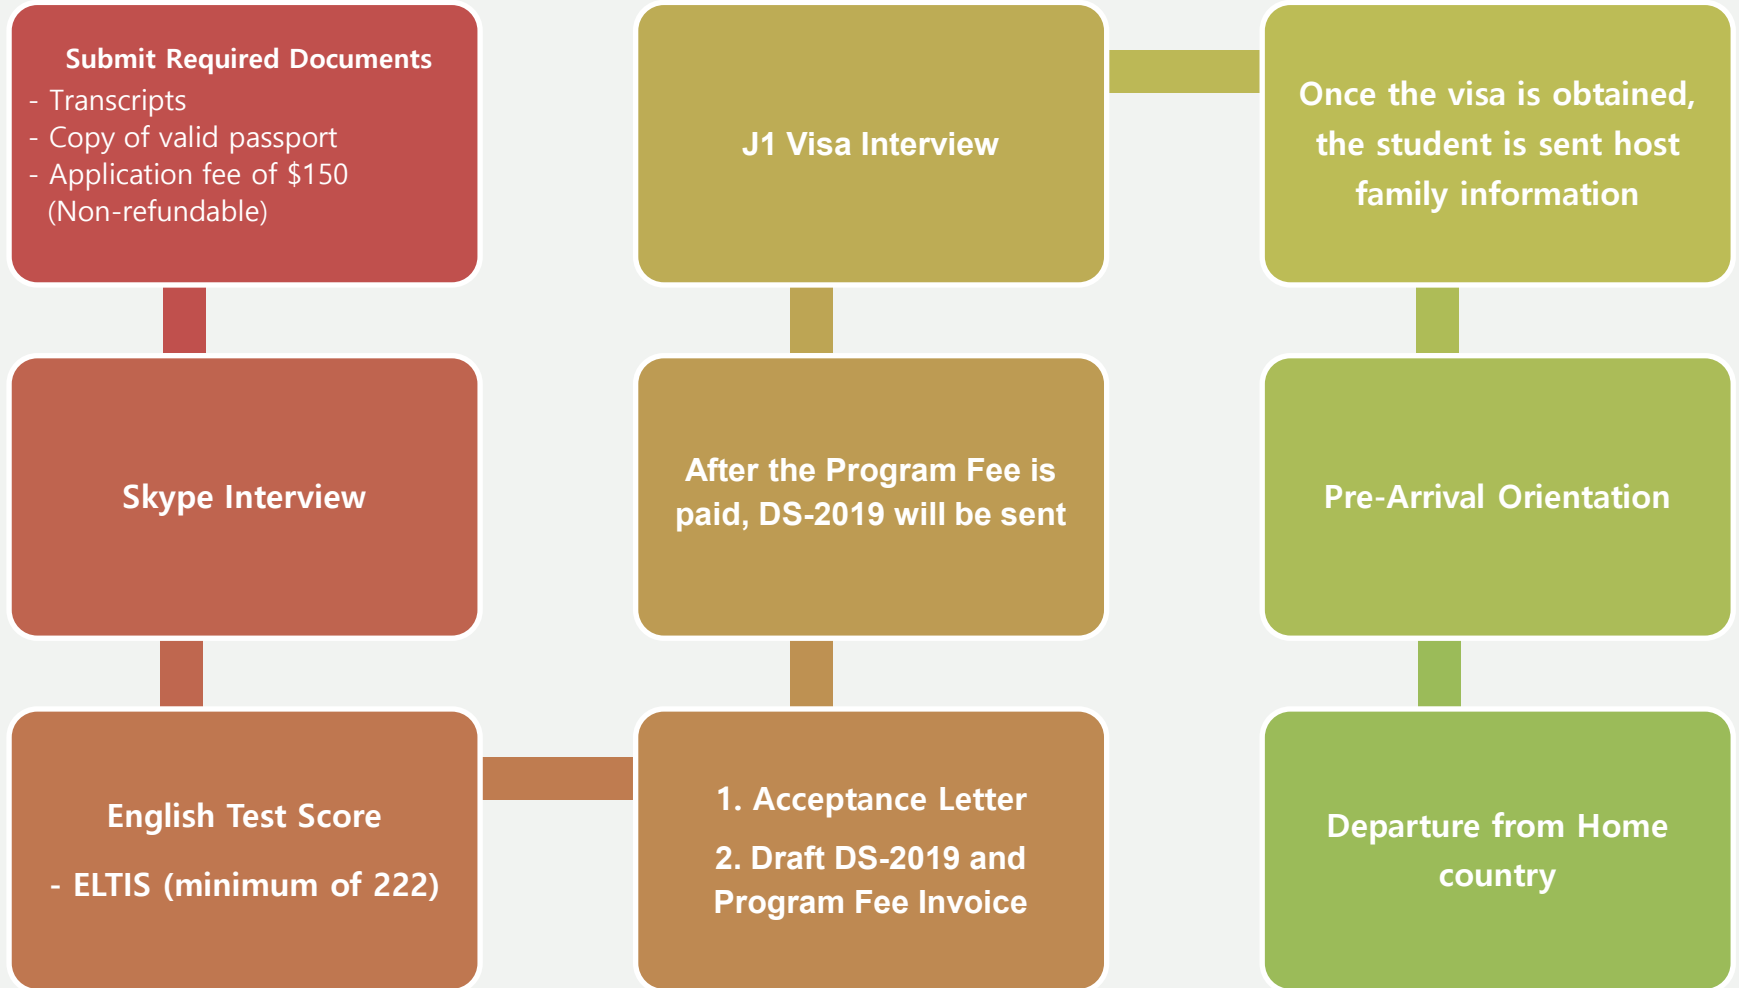 Submit Required Documents
- Transcripts
- Copy of valid passport
- Application fee of $150
(Non-refundable)
Skype Interview
English Test Score
- ELTIS (minimum of 222)
1. Acceptance Letter
2. Draft DS-2019 and
Program Fee Invoice
After the Program Fee is
paid, DS-2019 will be sent
J1 Visa Interview
Once the visa is obtained,
the student is sent host
family information
Pre-Arrival Orientation
Departure from Home
country